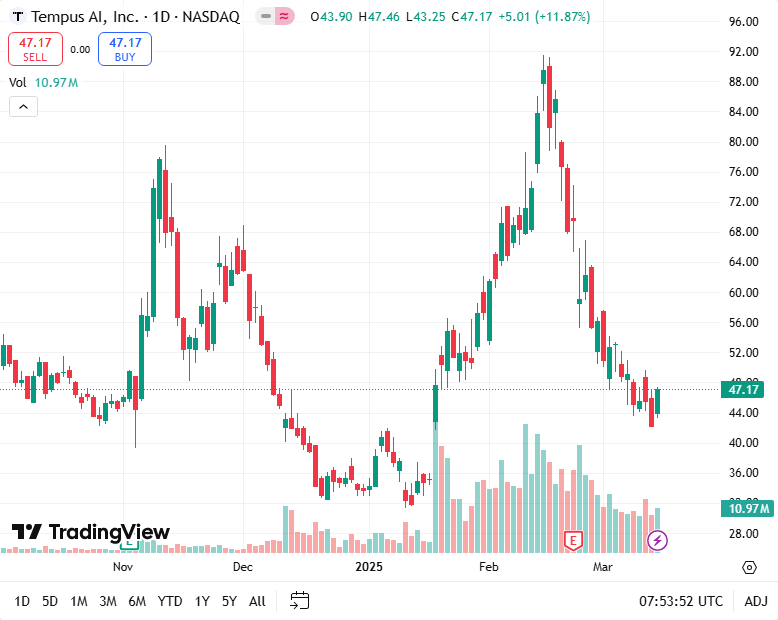 T Tempus AI, Inc. · 1D · NASDAQ O43.90 H47.46 L43.25 C47.17 +5.01 (+11.87%)
47.17 SELL 0.00 47.17 BUY
Vol 10.97M
96.00
92.00
88.00
84.00
80.00
76.00
72.00
68.00
64.00
60.00
56.00
52.00
47.17
44.00
40.00
36.00
10.97M
28.00
TradingView
E
E
Nov Dec 2025 Feb Mar
1D 5D 1M 3M 6M YTD 1Y 5Y All 07:53:52 UTC ADJ